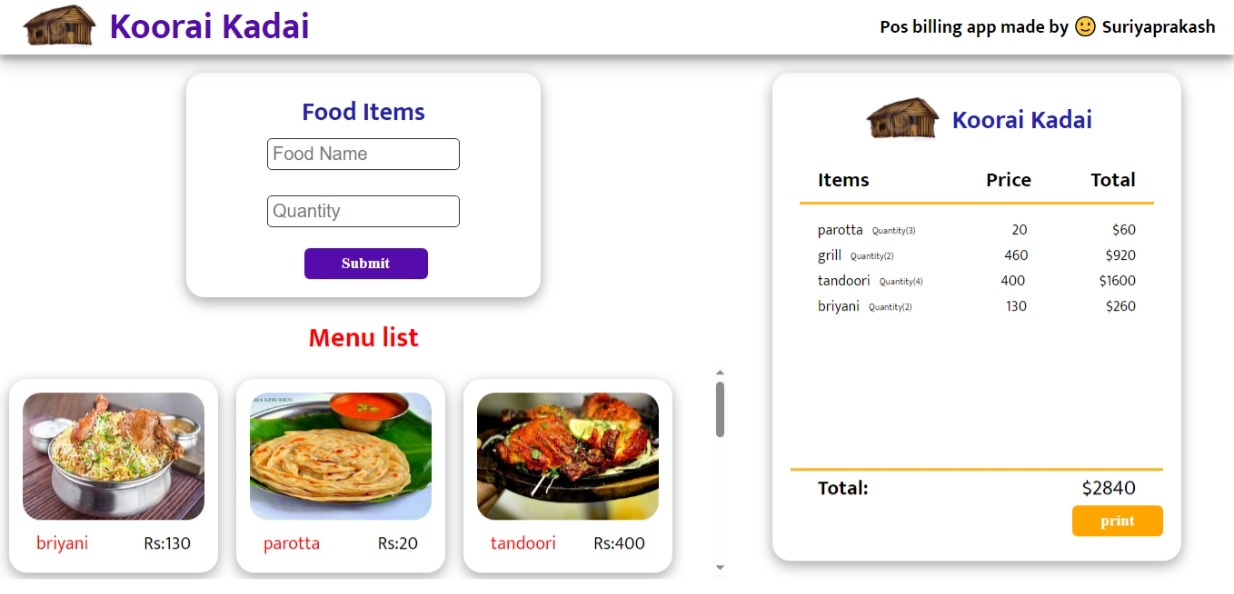 Koorai Kadai
Pos billing app made by 🙂 Suriyaprakash
Food Items
Food Name
Quantity
Submit
Menu list
briyani Rs:130
parotta Rs:20
tandoori Rs:400
Koorai Kadai
Items Price Total
parotta Quantity(3) 20 $60
grill Quantity(2) 460 $920
tandoori Quantity(4) 400 $1600
briyani Quantity(2) 130 $260
Total: $2840
print